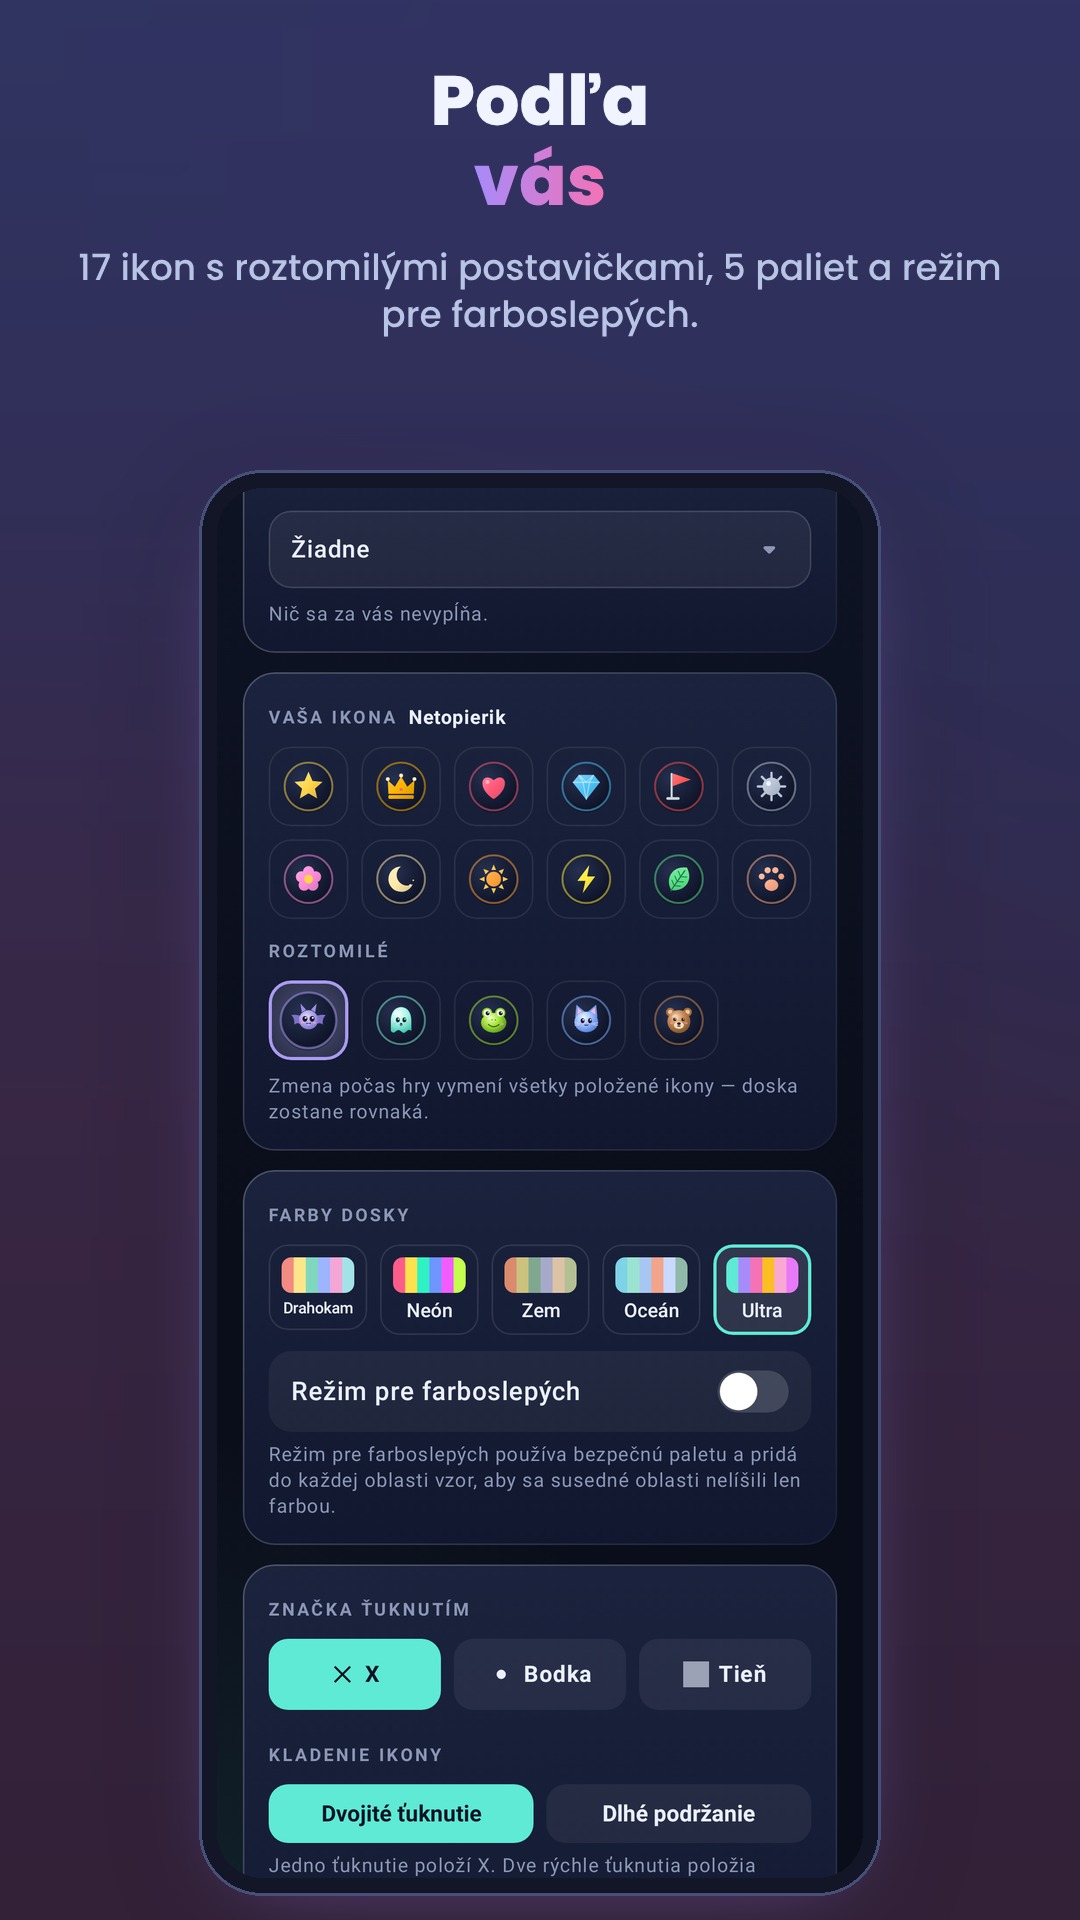 Podľa
vás
17 ikon s roztomilými postavičkami, 5 paliet a režim
pre farboslepých.
Žiadne
Nič sa za vás nevypĺňa.
VAŠA IKONA Netopierik
ROZTOMILÉ
Zmena počas hry vymení všetky položené ikony — doska
zostane rovnaká.
FARBY DOSKY
Drahokam Neón Zem Oceán Ultra
Režim pre farboslepých
Režim pre farboslepých používa bezpečnú paletu a pridá
do každej oblasti vzor, aby sa susedné oblasti nelíšili len
farbou.
ZNAČKA ŤUKNUTÍM
X Bodka Tieň
KLADENIE IKONY
Dvojité ťuknutie Dlhé podržanie
Jedno ťuknutie položí X. Dve rýchle ťuknutia položia